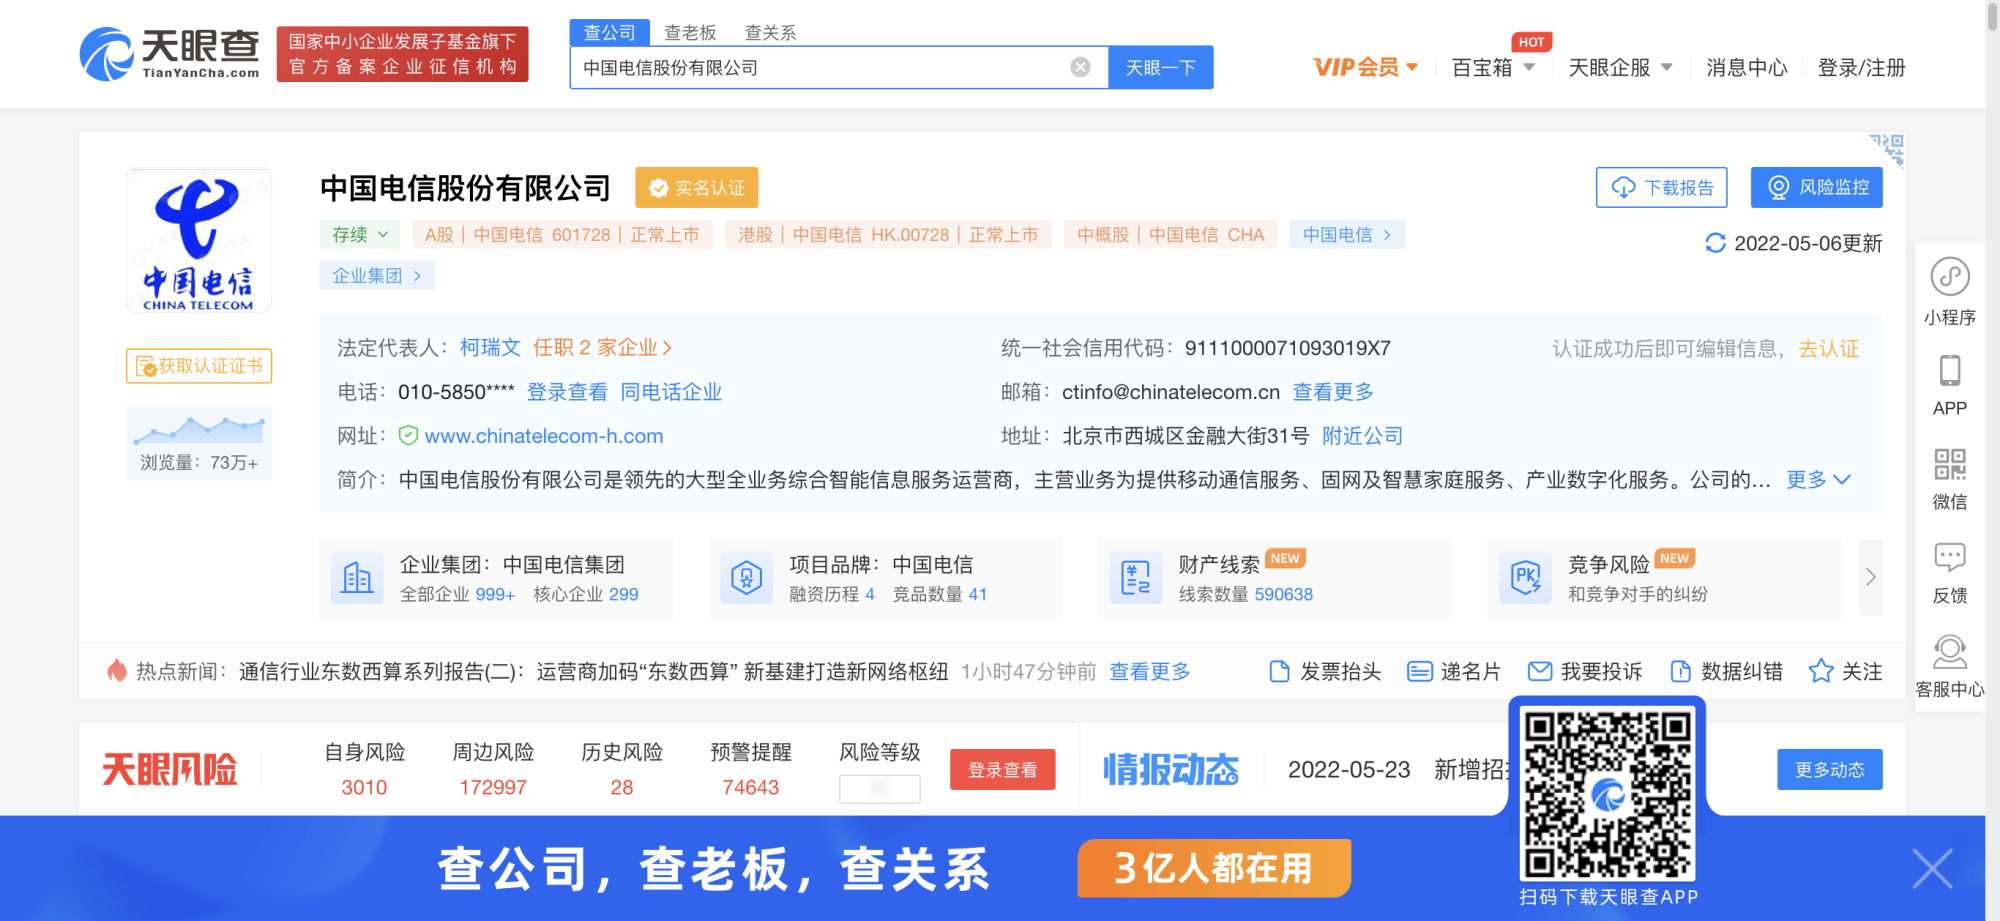 天眼查
TianYanCha.com
国家中小企业发展子基金旗下
官方备案企业征信机构
查公司 查老板 查关系
中国电信股份有限公司
天眼一下
VIP会员
百宝箱
HOT
天眼企服
消息中心
登录/注册
中国电信
CHINA TELECOM
获取认证证书
浏览量：73万+
中国电信股份有限公司
实名认证
下载报告
风险监控
存续
A股 | 中国电信 601728 | 正常上市
港股 | 中国电信 HK.00728 | 正常上市
中概股 | 中国电信 CHA
中国电信 >
2022-05-06更新
企业集团 >
法定代表人：柯瑞文 任职 2 家企业>
统一社会信用代码：9111000071093019X7
认证成功后即可编辑信息，去认证
电话：010-5850**** 登录查看 同电话企业
邮箱：ctinfo@chinatelecom.cn 查看更多
网址：www.chinatelecom-h.com
地址：北京市西城区金融大街31号 附近公司
简介：中国电信股份有限公司是领先的大型全业务综合智能信息服务运营商，主营业务为提供移动通信服务、固网及智慧家庭服务、产业数字化服务。公司的... 更多
企业集团：中国电信集团
全部企业 999+ 核心企业 299
项目品牌：中国电信
融资历程 4 竞品数量 41
财产线索 NEW
线索数量 590638
PK
竞争风险 NEW
和竞争对手的纠纷
热点新闻：通信行业东数西算系列报告(二)：运营商加码“东数西算” 新基建打造新网络枢纽 1小时47分钟前 查看更多
发票抬头
递名片
我要投诉
数据纠错
关注
天眼风险
自身风险 周边风险 历史风险 预警提醒 风险等级
3010 172997 28 74643
登录查看
情报动态
2022-05-23 新增招
更多动态
小程序
APP
微信
反馈
客服中心
查公司，查老板，查关系
3亿人都在用
扫码下载天眼查APP